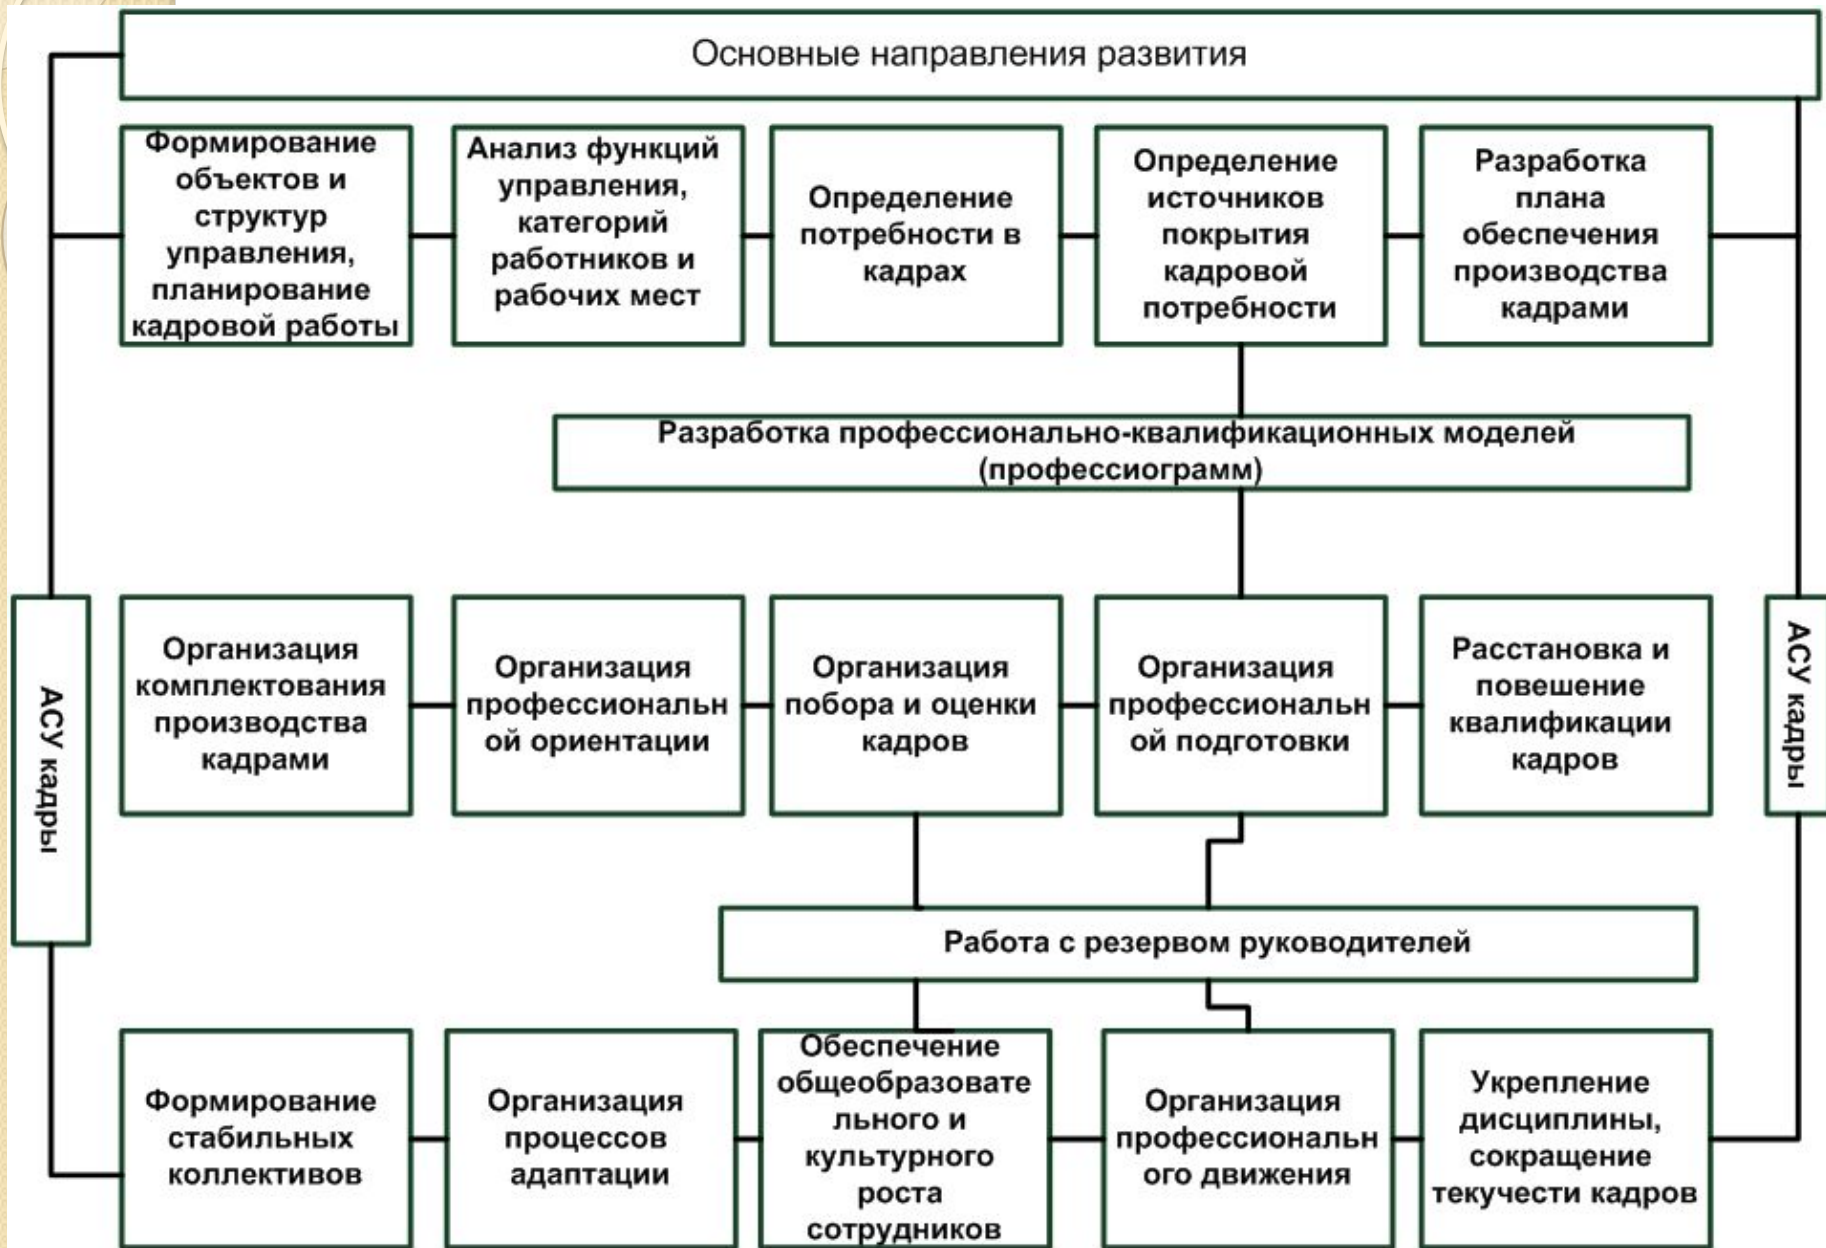 Основные направления развития
Формирование
объектов и
структур
управления,
планирование
кадровой работы
Анализ функций
управления,
категорий
работников и
рабочих мест
Определение
потребности в
кадрах
Определение
источников
покрытия
кадровой
потребности
Разработка
плана
обеспечения
производства
кадрами
Разработка профессионально-квалификационных моделей
(профессиограмм)
АСУ кадры
Организация
комплектования
производства
кадрами
Организация
профессиональн
ой ориентации
Организация
побора и оценки
кадров
Организация
профессиональн
ой подготовки
Расстановка и
повешение
квалификации
кадров
АСУ кадры
Работа с резервом руководителей
Формирование
стабильных
коллективов
Организация
процессов
адаптации
Обеспечение
общеобразовате
льного и
культурного
роста
сотрудников
Организация
профессиональн
ого движения
Укрепление
дисциплины,
сокращение
текучести кадров